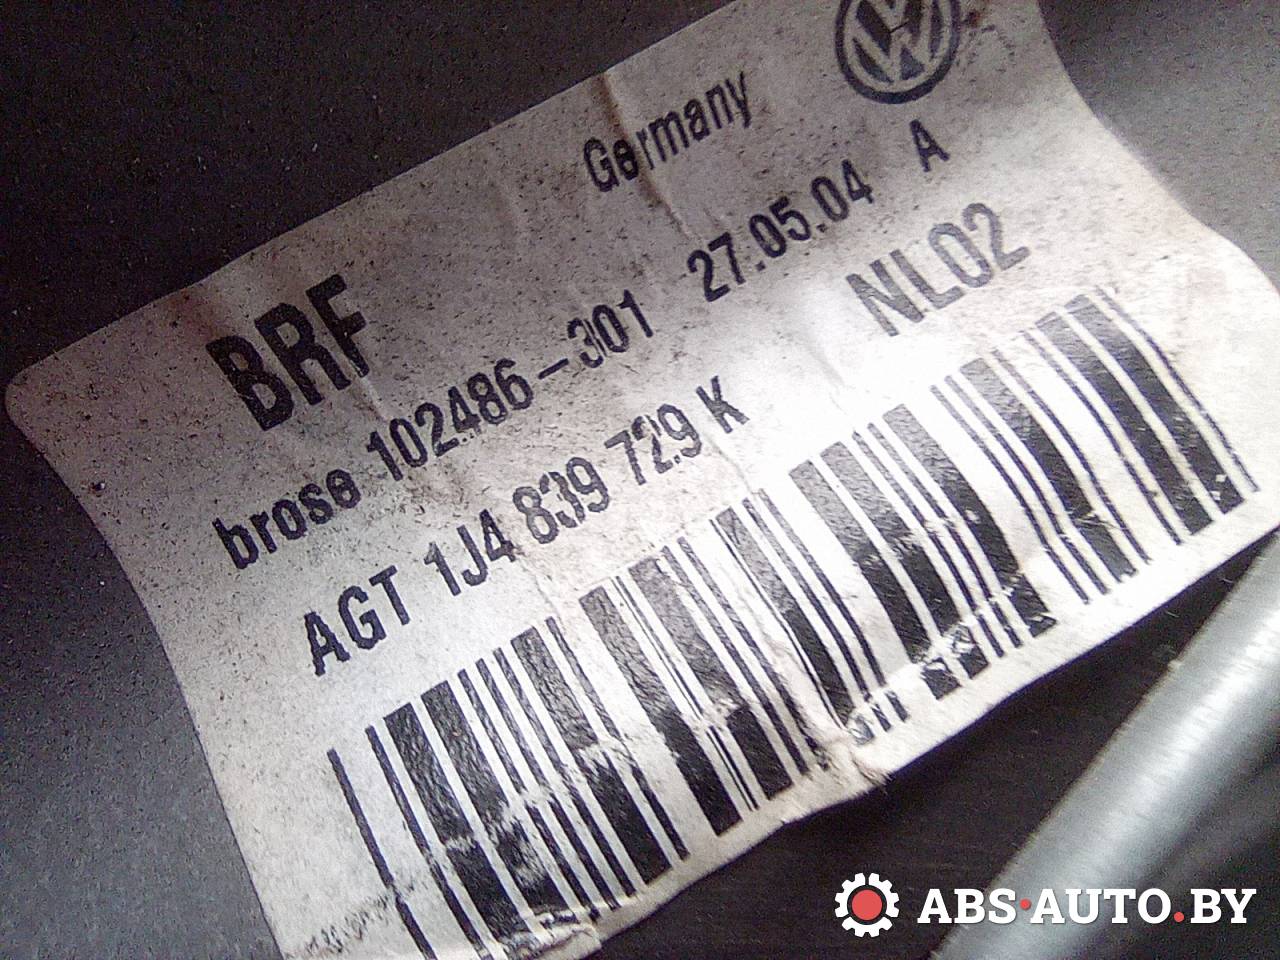 Germany
BRF
brose 102486-301 27.05.04 A
AGT 1J4 839 729 K NL02
ABS·AUTO.BY